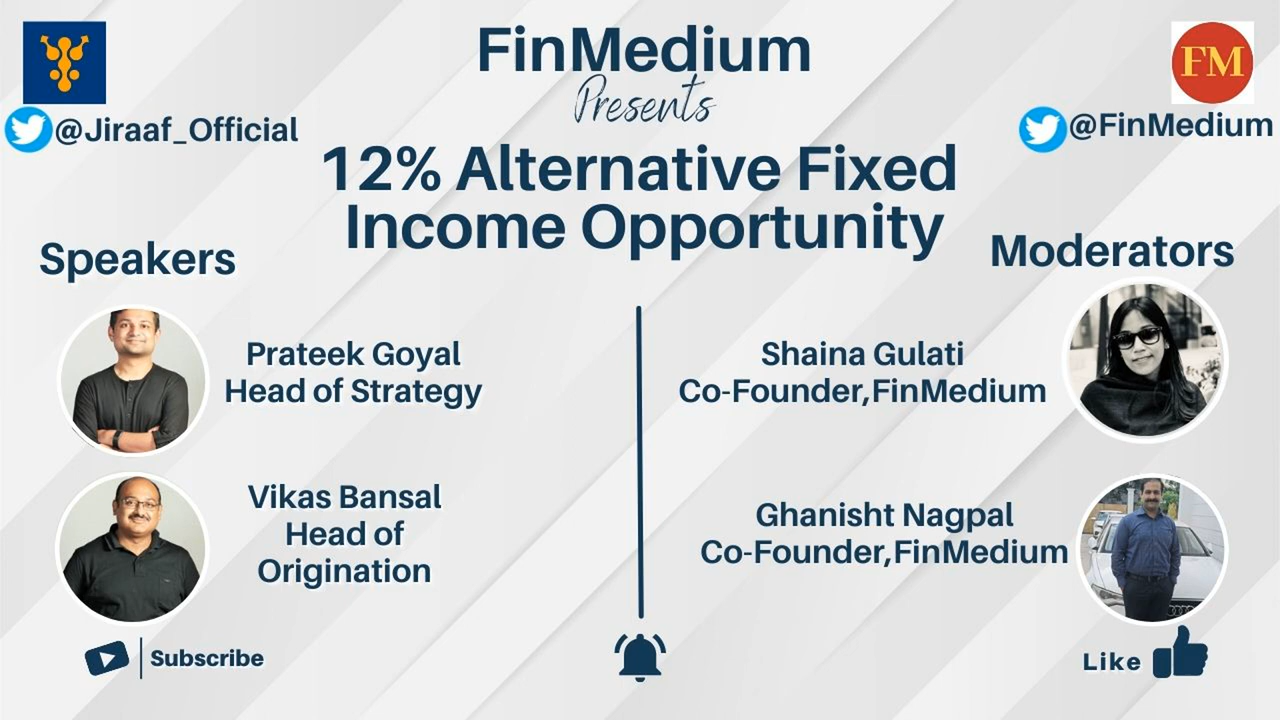 FinMedium
Presents
FM
@Jiraaf_Official
@FinMedium
12% Alternative Fixed
Income Opportunity
Speakers
Prateek Goyal
Head of Strategy
Vikas Bansal
Head of
Origination
Moderators
Shaina Gulati
Co-Founder,FinMedium
Ghanisht Nagpal
Co-Founder,FinMedium
Subscribe
Like